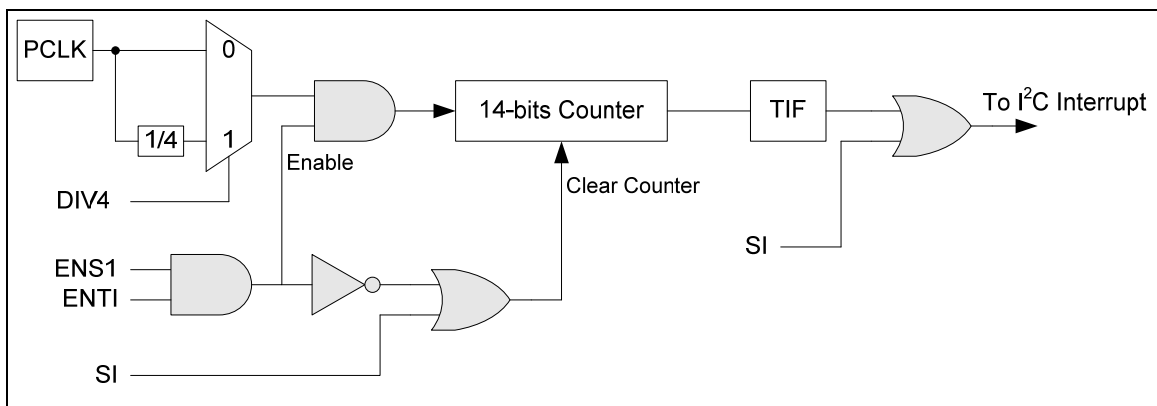 PCLK
0
1/4
1
DIV4
Enable
14-bits Counter
Clear Counter
TIF
To I²C Interrupt
SI
ENS1
ENTI
SI